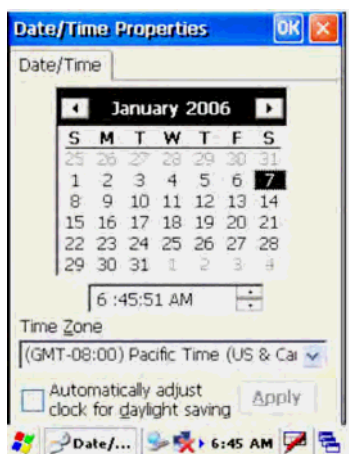 Date/Time Properties OK
Date/Time
January 2006
S M T W T F S
25 26 27 28 29 30 31
1 2 3 4 5 6 7
8 9 10 11 12 13 14
15 16 17 18 19 20 21
22 23 24 25 26 27 28
29 30 31 1 2 3 4
6 :45:51 AM
Time Zone
(GMT-08:00) Pacific Time (US & Car
Automatically adjust
clock for daylight saving
Apply
Date/... 6:45 AM